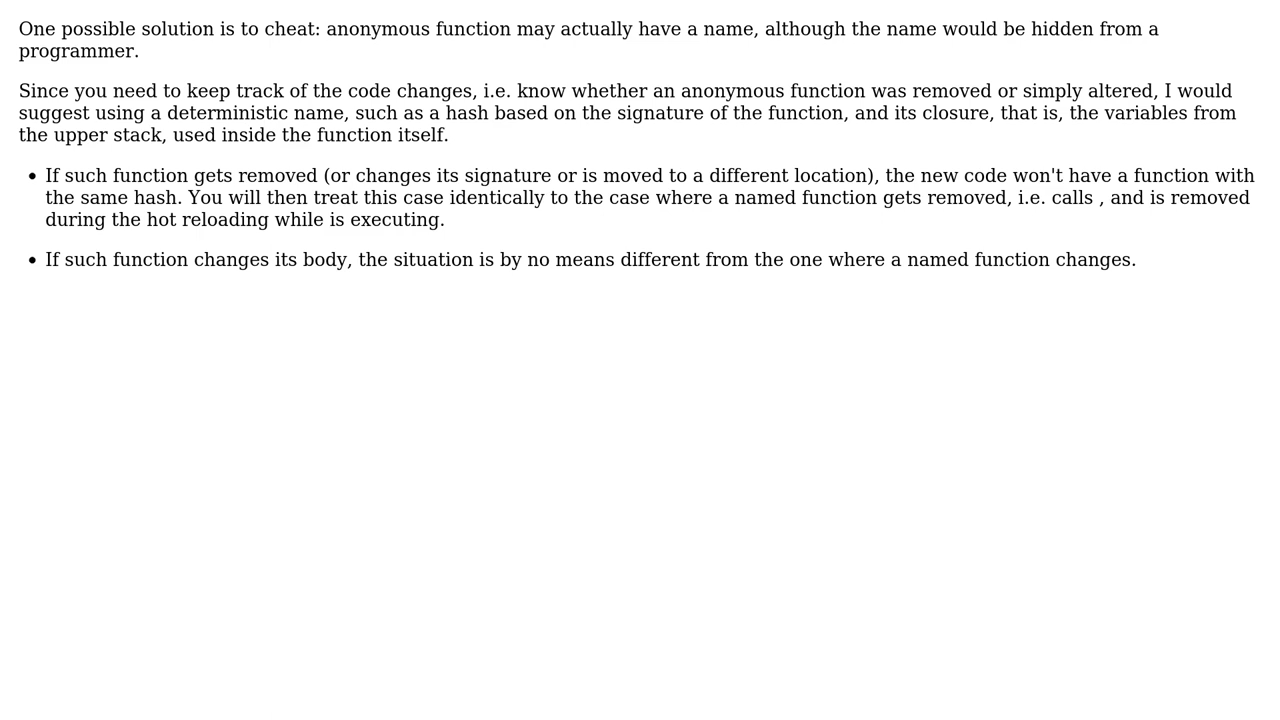 One possible solution is to cheat: anonymous function may actually have a name, although the name would be hidden from a
programmer.
Since you need to keep track of the code changes, i.e. know whether an anonymous function was removed or simply altered, I would
suggest using a deterministic name, such as a hash based on the signature of the function, and its closure, that is, the variables from
the upper stack, used inside the function itself.
• If such function gets removed (or changes its signature or is moved to a different location), the new code won't have a function with
the same hash. You will then treat this case identically to the case where a named function gets removed, i.e. calls , and is removed
during the hot reloading while is executing.
• If such function changes its body, the situation is by no means different from the one where a named function changes.